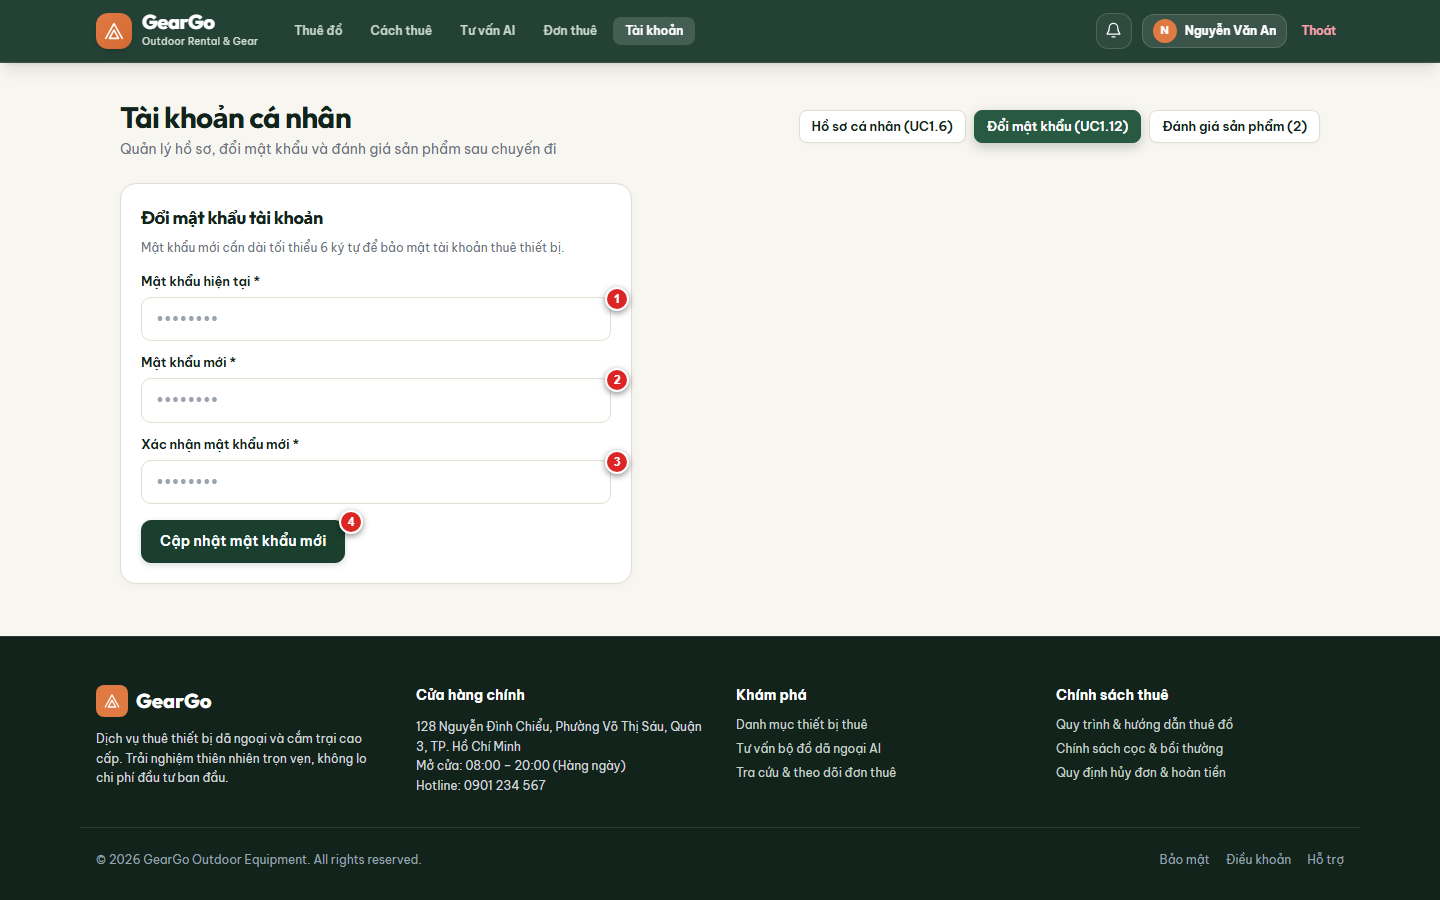 GearGo
Outdoor Rental & Gear
Thuê đồ
Cách thuê
Tư vấn AI
Đơn thuê
Tài khoản
N
Nguyễn Văn An
Thoát
Tài khoản cá nhân
Quản lý hồ sơ, đổi mật khẩu và đánh giá sản phẩm sau chuyến đi
Hồ sơ cá nhân (UC1.6)
Đổi mật khẩu (UC1.12)
Đánh giá sản phẩm (2)
Đổi mật khẩu tài khoản
Mật khẩu mới cần dài tối thiểu 6 ký tự để bảo mật tài khoản thuê thiết bị.
Mật khẩu hiện tại *
••••••••
1
Mật khẩu mới *
••••••••
2
Xác nhận mật khẩu mới *
••••••••
3
Cập nhật mật khẩu mới
4
GearGo
Dịch vụ thuê thiết bị dã ngoại và cắm trại cao
cấp. Trải nghiệm thiên nhiên trọn vẹn, không lo
chi phí đầu tư ban đầu.
Cửa hàng chính
128 Nguyễn Đình Chiểu, Phường Võ Thị Sáu, Quận
3, TP. Hồ Chí Minh
Mở cửa: 08:00 – 20:00 (Hàng ngày)
Hotline: 0901 234 567
Khám phá
Danh mục thiết bị thuê
Tư vấn bộ đồ dã ngoại AI
Tra cứu & theo dõi đơn thuê
Chính sách thuê
Quy trình & hướng dẫn thuê đồ
Chính sách cọc & bồi thường
Quy định hủy đơn & hoàn tiền
© 2026 GearGo Outdoor Equipment. All rights reserved.
Bảo mật
Điều khoản
Hỗ trợ